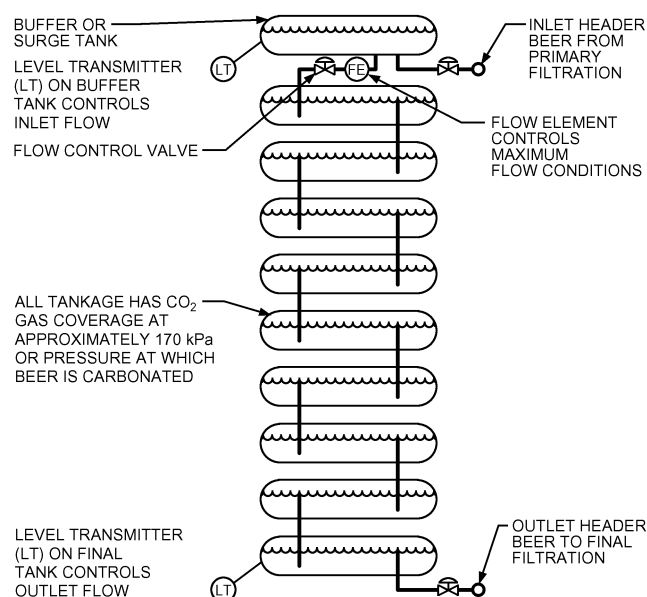 BUFFER OR
SURGE TANK
LEVEL TRANSMITTER
(LT) ON BUFFER
TANK CONTROLS
INLET FLOW
FLOW CONTROL VALVE
LT
FE
INLET HEADER
BEER FROM
PRIMARY
FILTRATION
FLOW ELEMENT
CONTROLS
MAXIMUM
FLOW CONDITIONS
ALL TANKAGE HAS CO₂
GAS COVERAGE AT
APPROXIMATELY 170 kPa
OR PRESSURE AT WHICH
BEER IS CARBONATED
LEVEL TRANSMITTER
(LT) ON FINAL
TANK CONTROLS
OUTLET FLOW
LT
OUTLET HEADER
BEER TO FINAL
FILTRATION